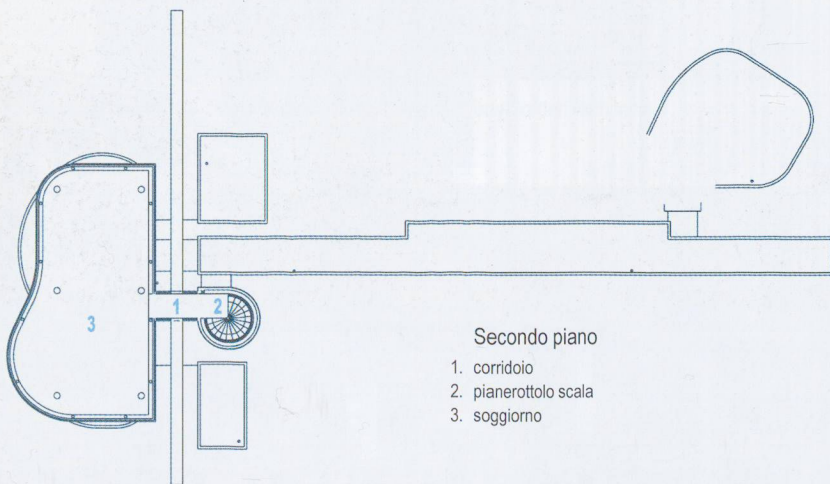 1
2
3
Secondo piano
1. corridoio
2. pianerottolo scala
3. soggiorno